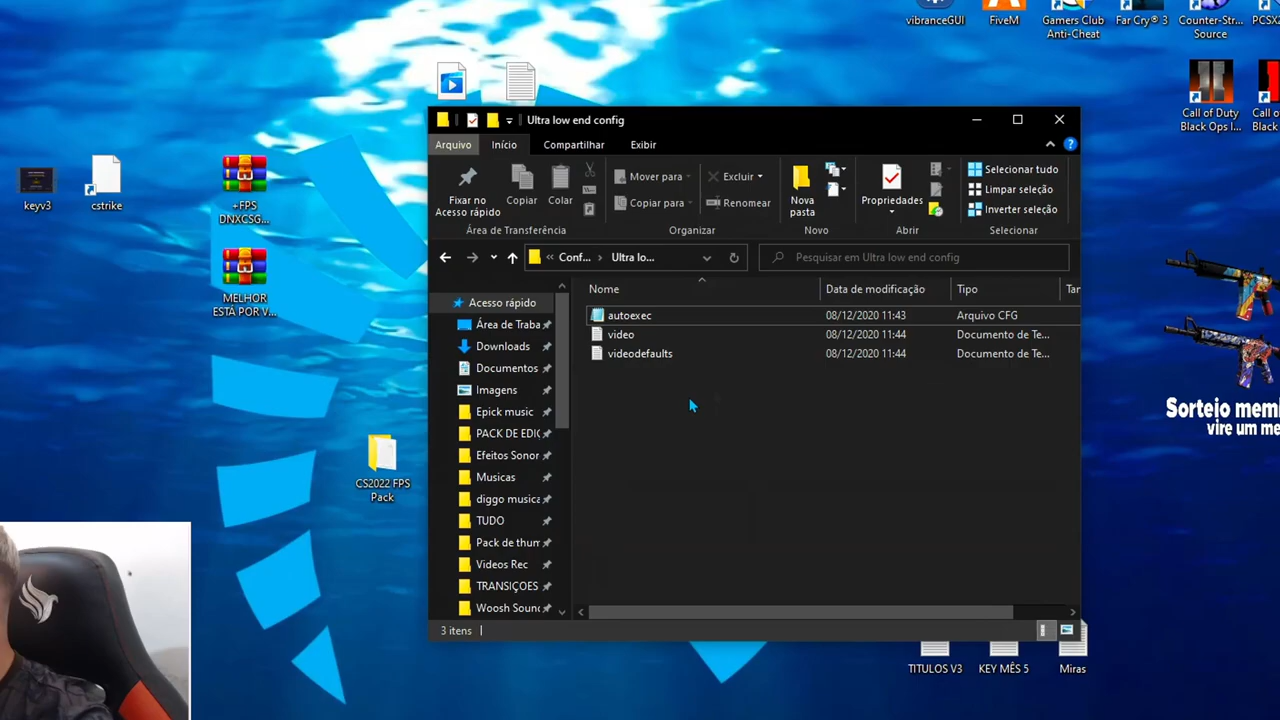 vibranceGUI
FiveM
Gamers Club
Anti-Cheat
Far Cry® 3
Counter-Str...
Source
PCSX2
Call of Duty
Black Ops I...
Call o
Black
keyv3
cstrike
+FPS
DNXCSG...
MELHOR
ESTÁ POR V...
CS2022 FPS
Pack
Ultra low end config
Arquivo
Início
Compartilhar
Exibir
Fixar no
Acesso rápido
Copiar
Colar
Área de Transferência
Mover para
Copiar para
Excluir
Renomear
Organizar
Nova
pasta
Novo
Propriedades
Abrir
Selecionar tudo
Limpar seleção
Inverter seleção
Selecionar
« Conf... › Ultra lo...
Pesquisar em Ultra low end config
Nome
Data de modificação
Tipo
Tar
autoexec
08/12/2020 11:43
Arquivo CFG
video
08/12/2020 11:44
Documento de Te...
videodefaults
08/12/2020 11:44
Documento de Te...
Acesso rápido
Área de Traba
Downloads
Documentos
Imagens
Epick music
PACK DE EDIÇ
Efeitos Sonor
Musicas
diggo musica
TUDO
Pack de thum
Videos Rec
TRANSIÇOES
Woosh Sound
3 itens
Sorteio mem
vire um me
TITULOS V3
KEY MÊS 5
Miras